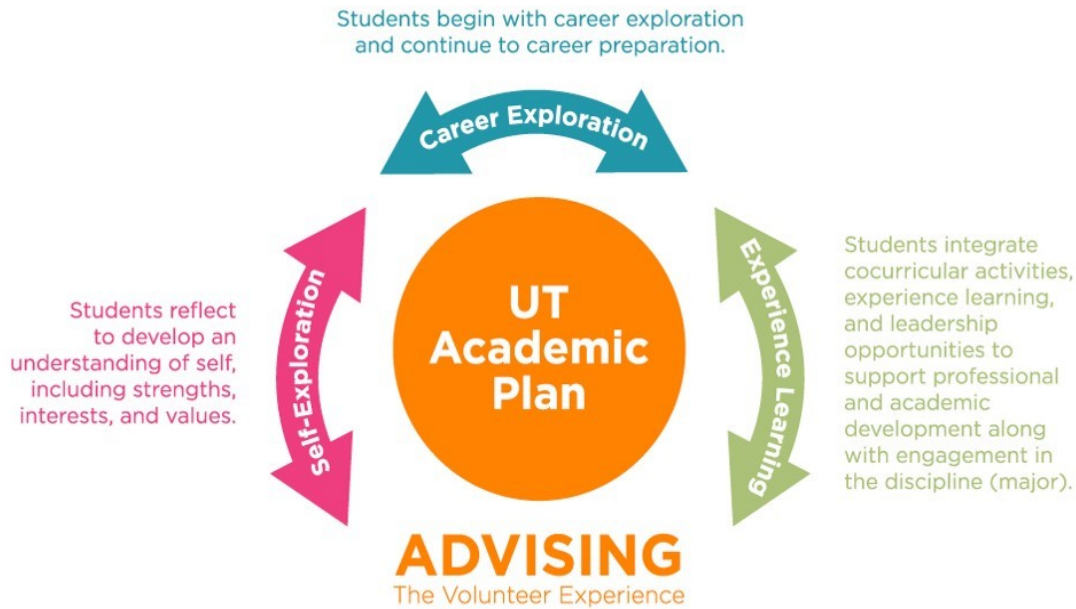 Students begin with career exploration
and continue to career preparation.
Career Exploration
Self-Exploration
Students reflect
to develop an
understanding of self,
including strengths,
interests, and values.
UT
Academic
Plan
Experience Learning
Students integrate
cocurricular activities,
experience learning,
and leadership
opportunities to
support professional
and academic
development along
with engagement in
the discipline (major).
ADVISING
The Volunteer Experience